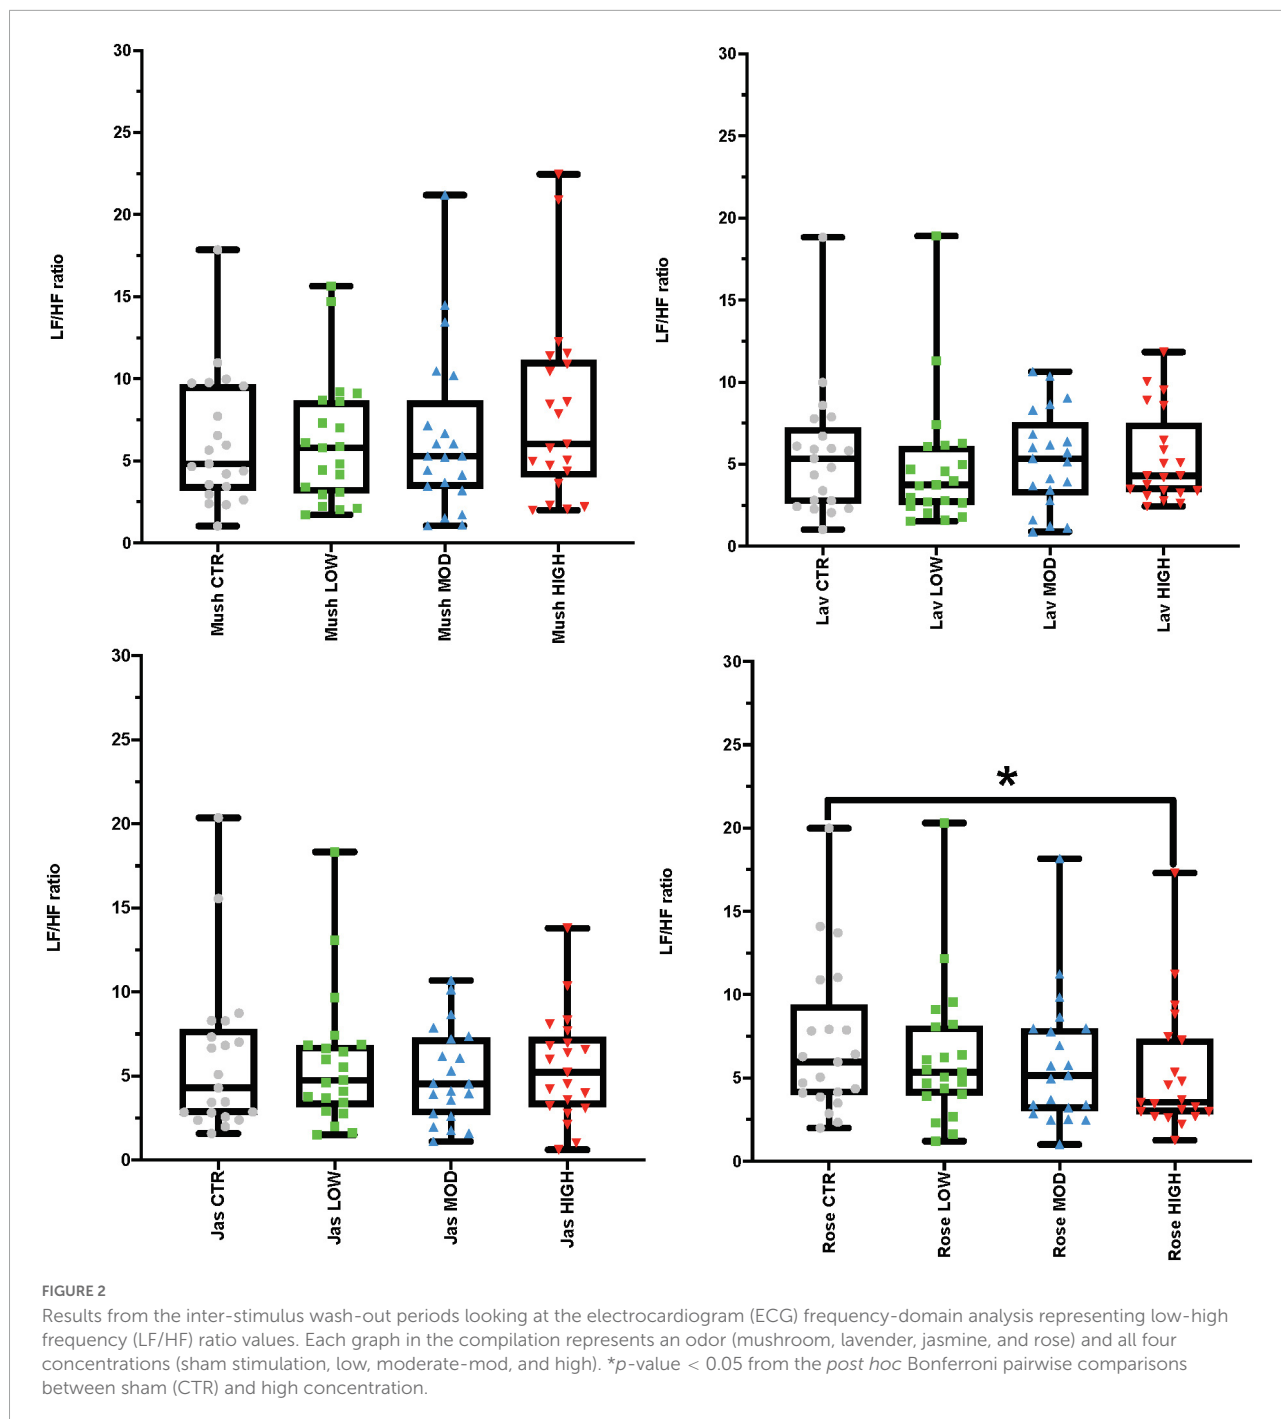 30
25
20
15
10
5
0
LF/HF ratio
Mush CTR
Mush LOW
Mush MOD
Mush HIGH
30
25
20
15
10
5
0
LF/HF ratio
Lav CTR
Lav LOW
Lav MOD
Lav HIGH
30
25
20
15
10
5
0
LF/HF ratio
Jas CTR
Jas LOW
Jas MOD
Jas HIGH
30
25
20
15
10
5
0
LF/HF ratio
*
Rose CTR
Rose LOW
Rose MOD
Rose HIGH
FIGURE 2
Results from the inter-stimulus wash-out periods looking at the electrocardiogram (ECG) frequency-domain analysis representing low-high
frequency (LF/HF) ratio values. Each graph in the compilation represents an odor (mushroom, lavender, jasmine, and rose) and all four
concentrations (sham stimulation, low, moderate-mod, and high). *p-value < 0.05 from the post hoc Bonferroni pairwise comparisons
between sham (CTR) and high concentration.